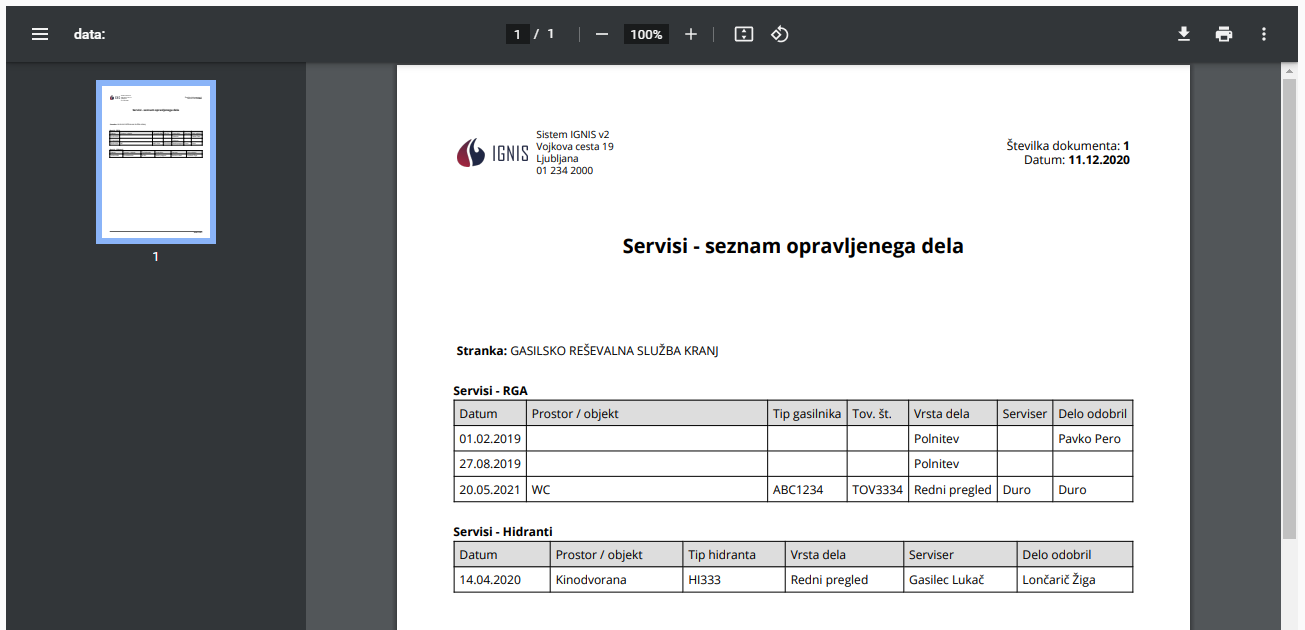 data:
1 / 1
100%
1
IGNIS
Sistem IGNIS v2
Vojkova cesta 19
Ljubljana
01 234 2000
Številka dokumenta: 1
Datum: 11.12.2020
Servisi - seznam opravljenega dela
Stranka: GASILSKO REŠEVALNA SLUŽBA KRANJ
Servisi - RGA
Datum Prostor / objekt Tip gasilnika Tov. št. Vrsta dela Serviser Delo odobril
01.02.2019 Polnitev Pavko Pero
27.08.2019 Polnitev
20.05.2021 WC ABC1234 TOV3334 Redni pregled Duro Duro
Servisi - Hidranti
Datum Prostor / objekt Tip hidranta Vrsta dela Serviser Delo odobril
14.04.2020 Kinodvorana HI333 Redni pregled Gasilec Lukač Lončarič Žiga